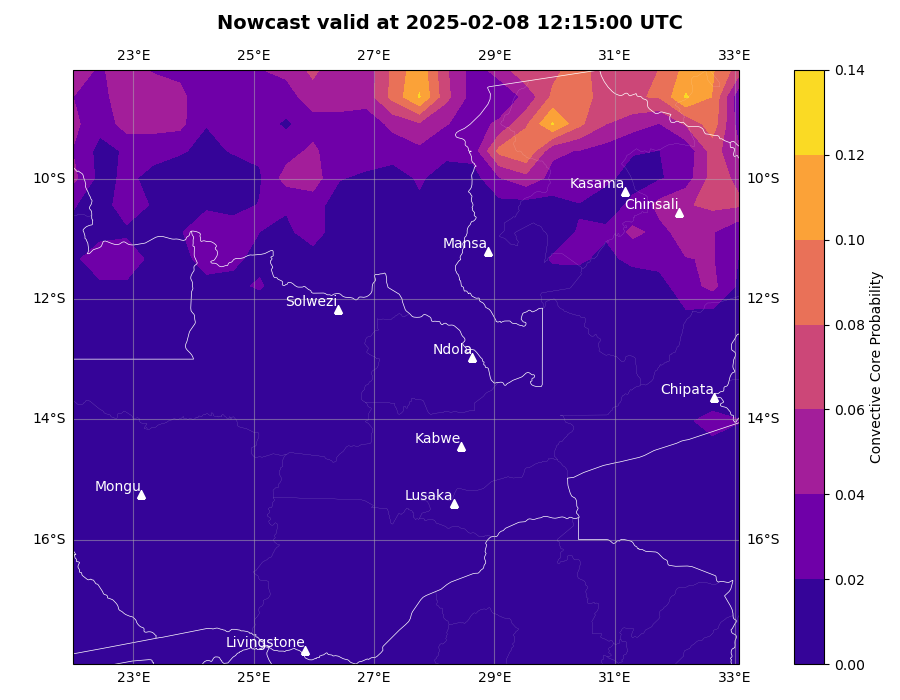 Nowcast valid at 2025-02-08 12:15:00 UTC
23°E 25°E 27°E 29°E 31°E 33°E
0.14
0.12
0.10
0.08
0.06
0.04
0.02
0.00
Convective Core Probability
10°S 10°S
12°S 12°S
14°S 14°S
16°S 16°S
Kasama
Chinsali
Mansa
Solwezi
Ndola
Chipata
Kabwe
Mongu
Lusaka
Livingstone
23°E 25°E 27°E 29°E 31°E 33°E